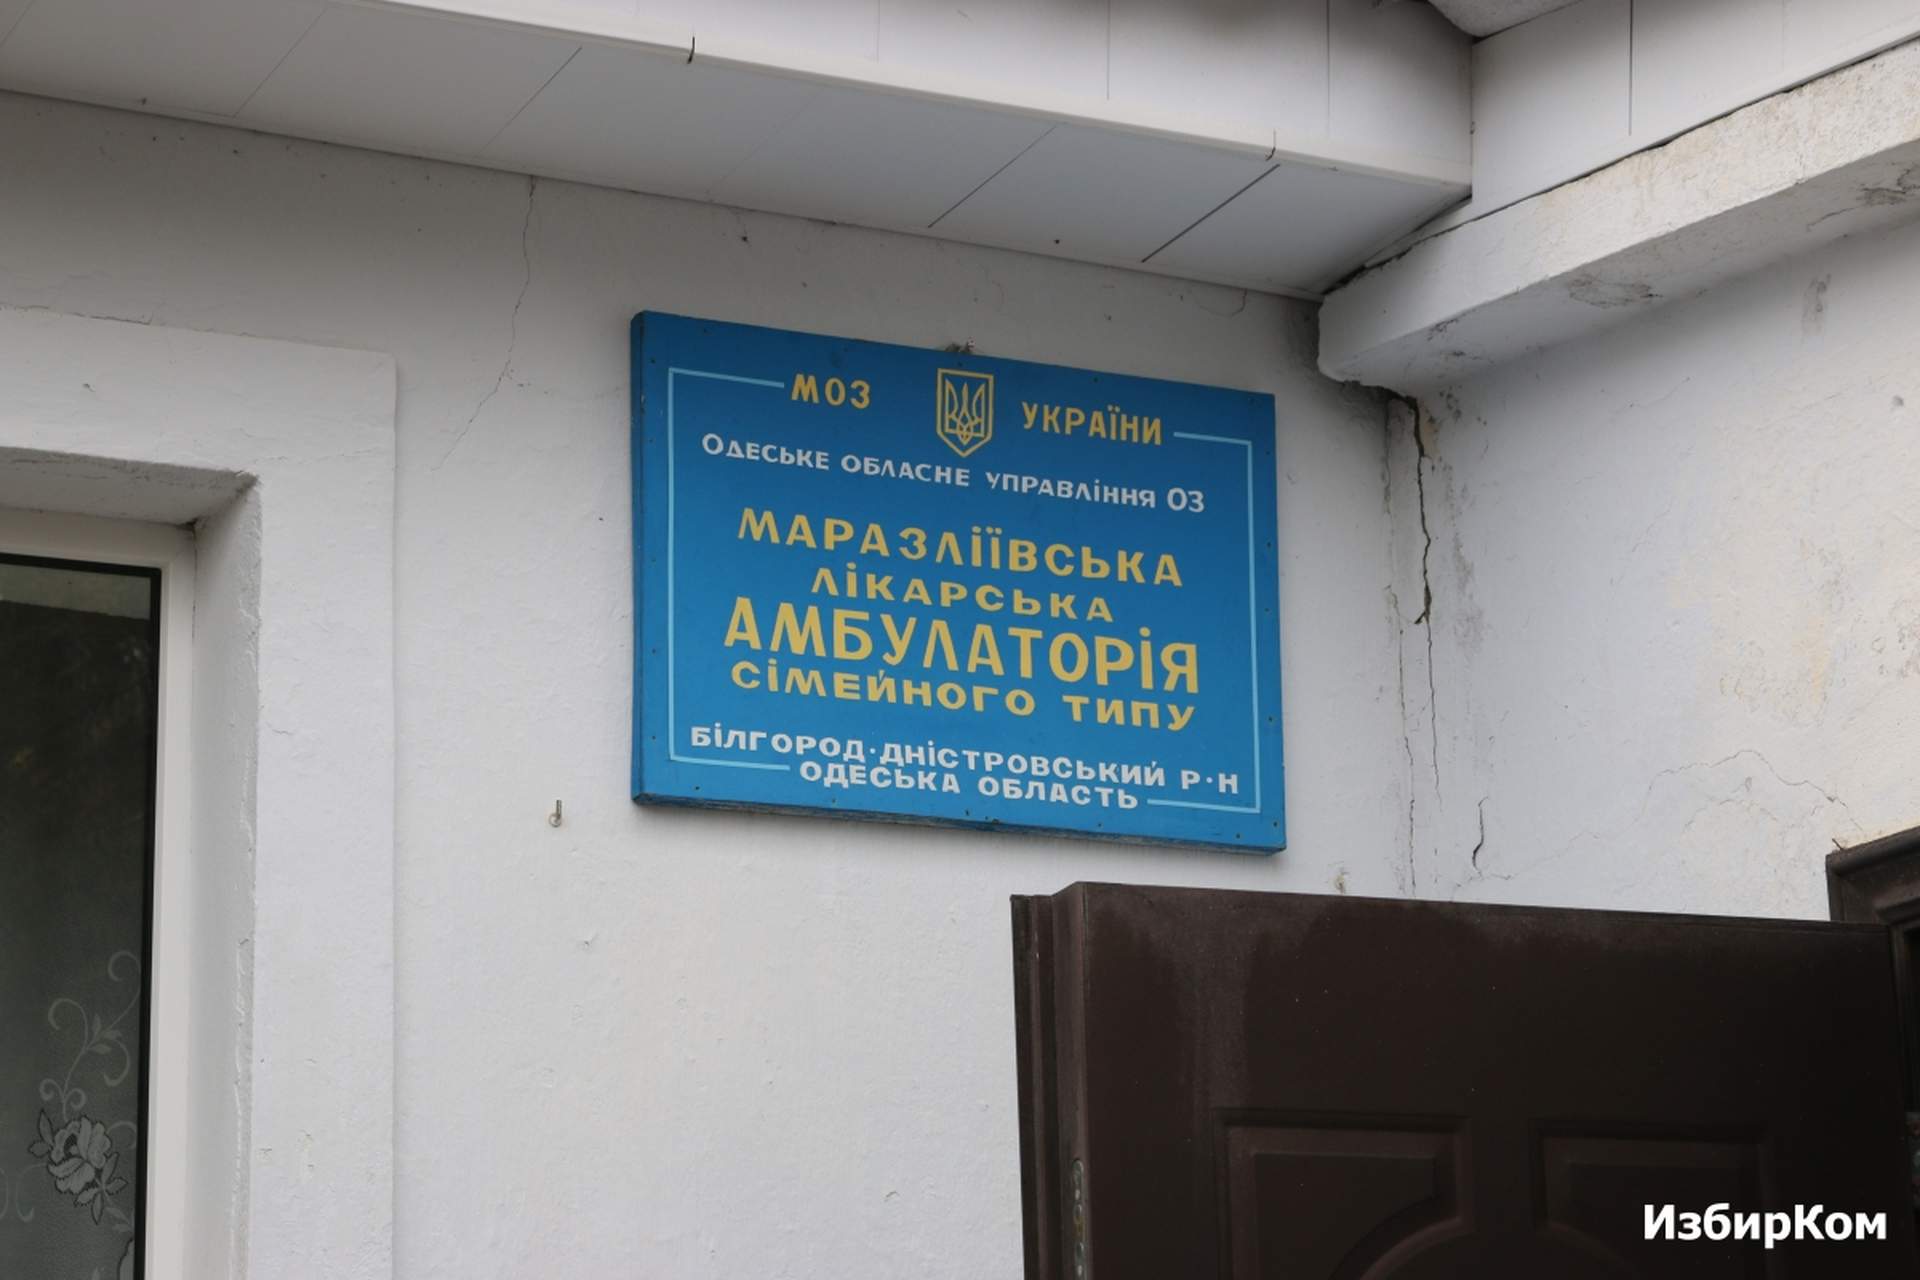 МОЗ УКРАЇНИ
ОДЕСЬКЕ ОБЛАСНЕ УПРАВЛІННЯ ОЗ
МАРАЗЛІЇВСЬКА
ЛІКАРСЬКА
АМБУЛАТОРІЯ
СІМЕЙНОГО ТИПУ
БІЛГОРОД-ДНІСТРОВСЬКИЙ Р-Н
ОДЕСЬКА ОБЛАСТЬ
ИзбирКом